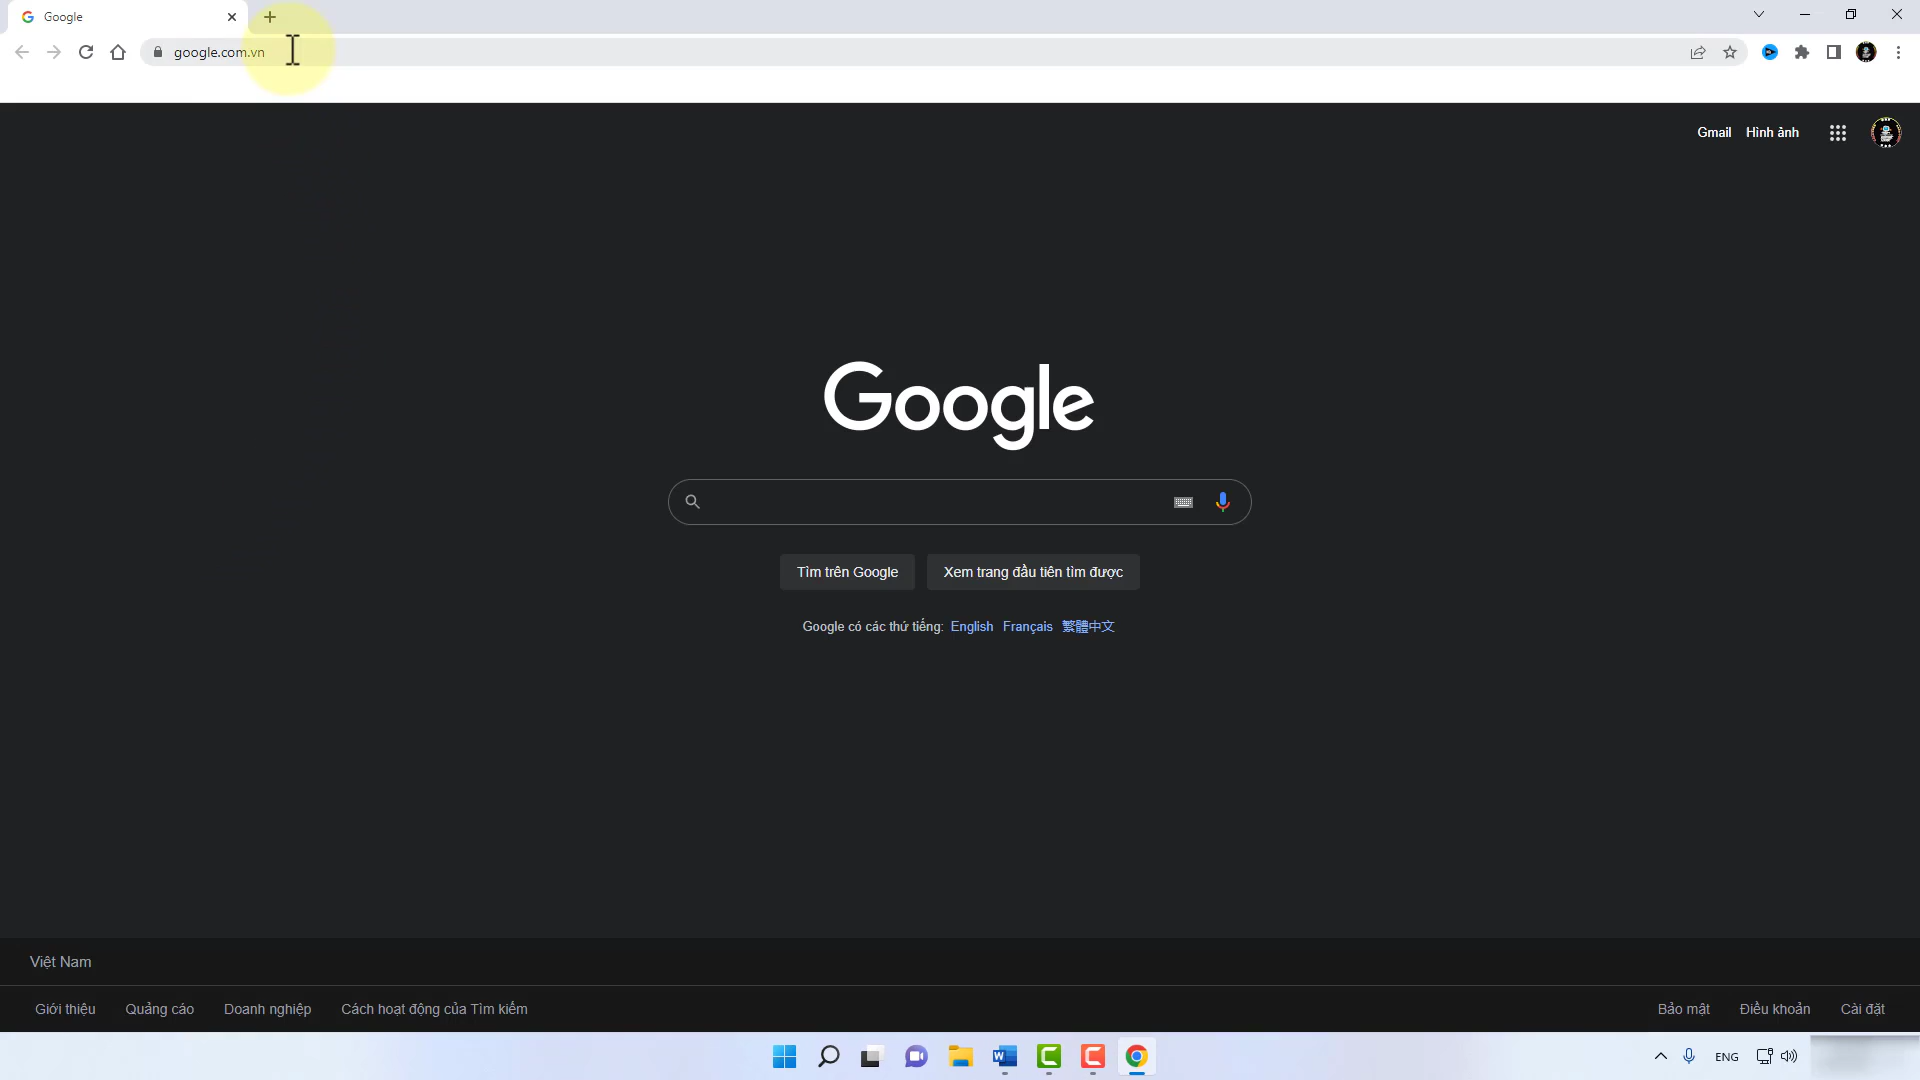 Google
google.com.vn
Gmail Hình ảnh
Google
Tìm trên Google Xem trang đầu tiên tìm được
Google có các thứ tiếng: English Français 繁體中文
Việt Nam
Giới thiệu Quảng cáo Doanh nghiệp Cách hoạt động của Tìm kiếm Bảo mật Điều khoản Cài đặt
ENG